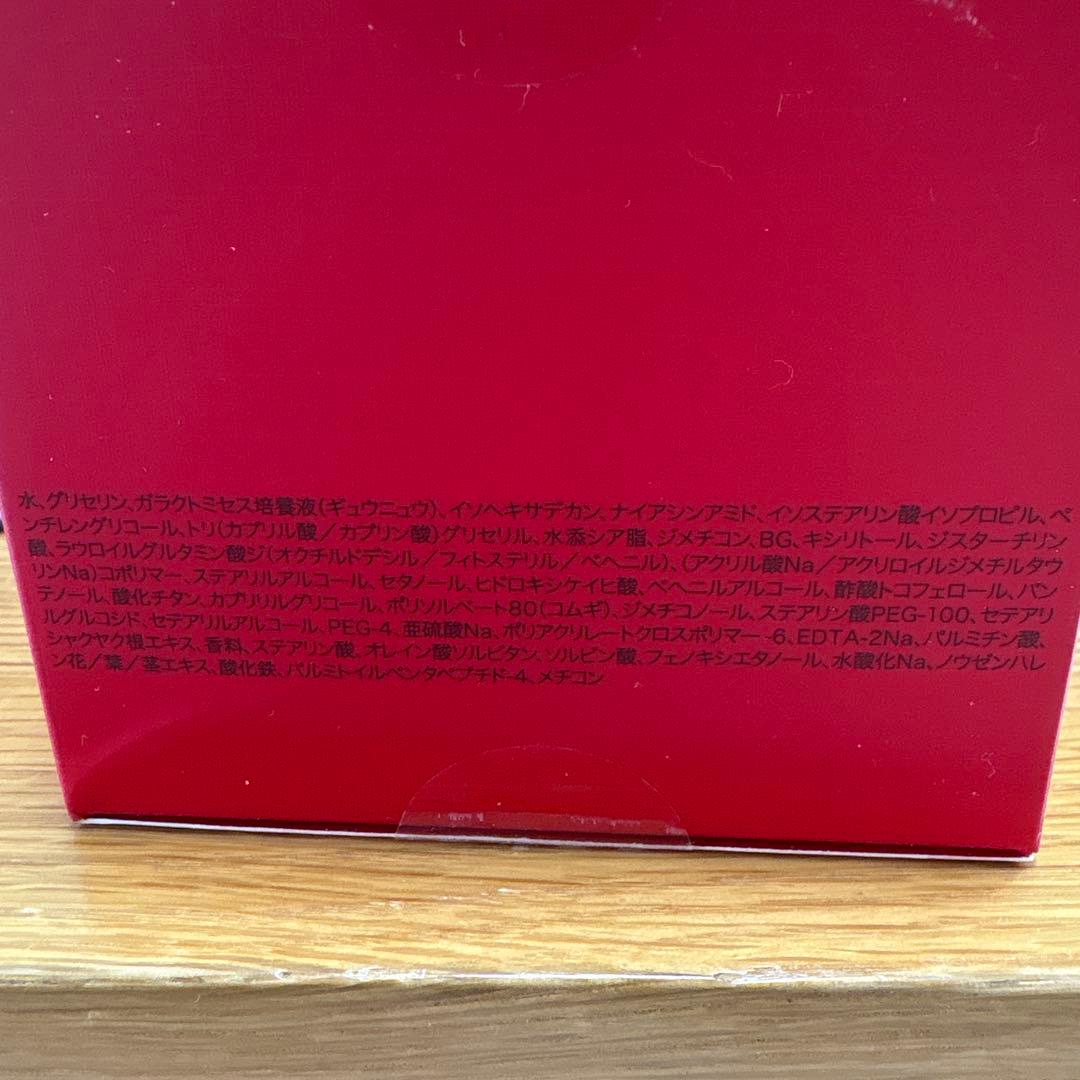 水、グリセリン、ガラクトミセス培養液(ギュウニュウ)、イソヘキサデカン、ナイアシンアミド、イソステアリン酸イソプロピル、ペ
ンチレングリコール、トリ(カプリル酸／カプリン酸)グリセリル、水添シア脂、ジメチコン、BG、キシリトール、ジスターチリン
酸、ラウロイルグルタミン酸ジ(オクチルドデシル／フィトステリル／ベヘニル)、(アクリル酸Na／アクリロイルジメチルタウ
リンNa)コポリマー、ステアリルアルコール、セタノール、ヒドロキシケイヒ酸、ベヘニルアルコール、酢酸トコフェロール、パン
テノール、酸化チタン、カプリリルグリコール、ポリソルベート80(コムギ)、ジメチコノール、ステアリン酸PEG-100、セテアリ
ルグルコシド、セテアリルアルコール、PEG-4、亜硫酸Na、ポリアクリレートクロスポリマー-6、EDTA-2Na、パルミチン酸、
シャクヤク根エキス、香料、ステアリン酸、オレイン酸ソルビタン、ソルビン酸、フェノキシエタノール、水酸化Na、ノウゼンハレ
ン花／葉／茎エキス、酸化鉄、パルミトイルペンタペプチド-4、メチコン